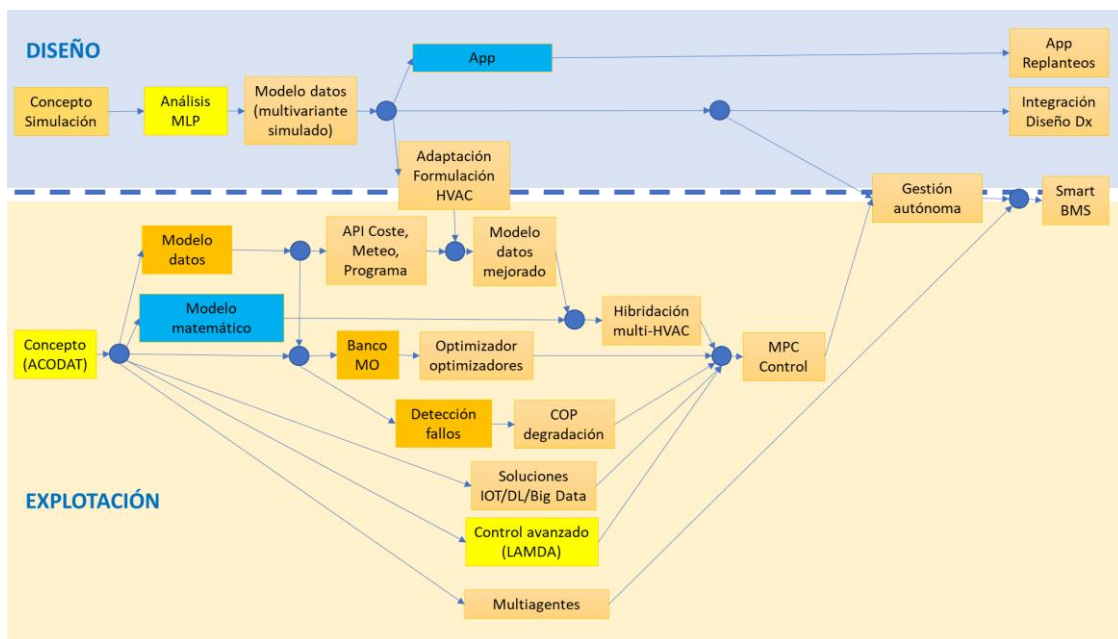 DISEÑO
App
App
Replanteos
Concepto
Simulación
Análisis
MLP
Modelo datos
(multivariante
simulado)
Integración
Diseño Dx
Adaptación
Formulación
HVAC
Gestión
autónoma
Smart
BMS
Modelo
datos
API Coste,
Meteo,
Programa
Modelo
datos
mejorado
Modelo
matemático
Hibridación
multi-HVAC
Concepto
(ACODAT)
Banco
MO
Optimizador
optimizadores
MPC
Control
Detección
fallos
COP
degradación
Soluciones
IOT/DL/Big Data
EXPLOTACIÓN
Control avanzado
(LAMDA)
Multiagentes